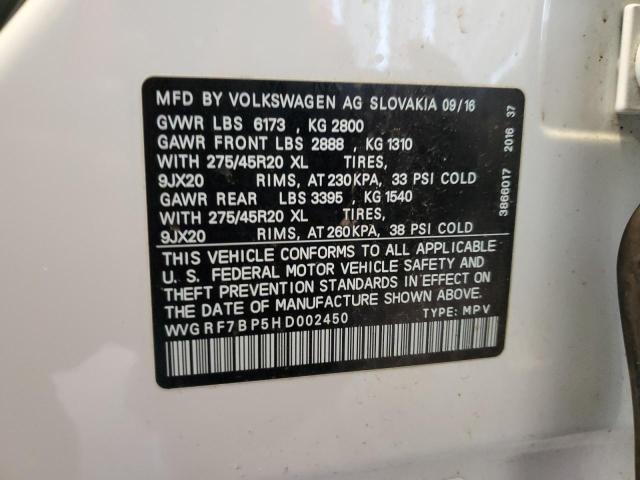 MFD BY VOLKSWAGEN AG SLOVAKIA 09/16
GVWR LBS 6173 , KG 2800
GAWR FRONT LBS 2888 , KG 1310
WITH 275/45R20 XL TIRES,
9JX20 RIMS, AT 230KPA, 33 PSI COLD
GAWR REAR LBS 3395 , KG 1540
WITH 275/45R20 XL TIRES,
9JX20 RIMS, AT 260KPA, 38 PSI COLD
THIS VEHICLE CONFORMS TO ALL APPLICABLE
U. S. FEDERAL MOTOR VEHICLE SAFETY AND
THEFT PREVENTION STANDARDS IN EFFECT ON
THE DATE OF MANUFACTURE SHOWN ABOVE.
WVGRF7BP5HD002450 TYPE: MPV
3866017 2016 37